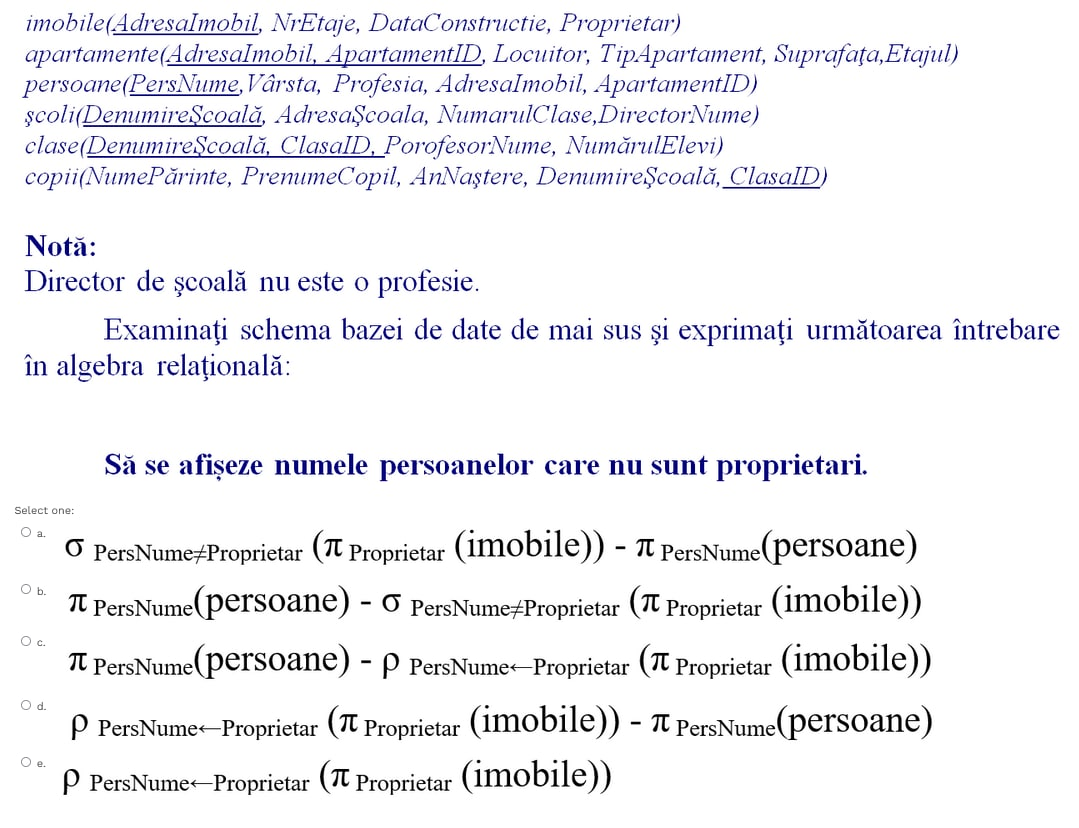 imobile(AdresaImobil, NrEtaje, DataConstructie, Proprietar)
apartamente(AdresaImobil, ApartamentID, Locuitor, TipApartament, Suprafaţa,Etajul)
persoane(PersNume,Vârsta, Profesia, AdresaImobil, ApartamentID)
şcoli(DenumireŞcoală, AdresaŞcoala, NumarulClase,DirectorNume)
clase(DenumireŞcoală, ClasaID, PorofesorNume, NumărulElevi)
copii(NumePărinte, PrenumeCopil, AnNaştere, DenumireŞcoală, ClasaID)
Notă:
Director de şcoală nu este o profesie.
Examinaţi schema bazei de date de mai sus şi exprimaţi următoarea întrebare
în algebra relaţională:
Să se afișeze numele persoanelor care nu sunt proprietari.
Select one:
a. σ PersNume≠Proprietar (π Proprietar (imobile)) - π PersNume(persoane)
b. π PersNume(persoane) - σ PersNume≠Proprietar (π Proprietar (imobile))
c. π PersNume(persoane) - ρ PersNume←Proprietar (π Proprietar (imobile))
d. ρ PersNume←Proprietar (π Proprietar (imobile)) - π PersNume(persoane)
e. ρ PersNume←Proprietar (π Proprietar (imobile))